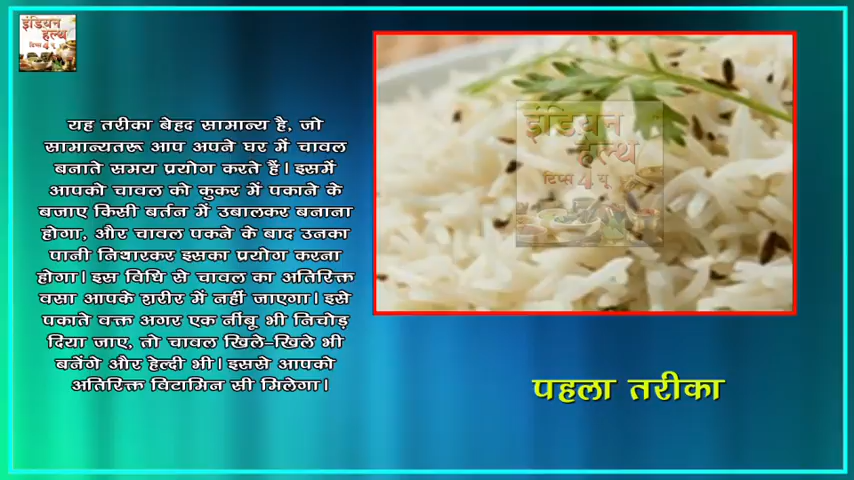 इंडियन
हेल्थ
टिप्स 4 यू
यह तरीका बेहद सामान्य है, जो
सामान्यतरू आप अपने घर में चावल
बनाते समय प्रयोग करते हैं। इसमें
आपको चावल को कुकर में पकाने के
बजाए किसी बर्तन में उबालकर बनाना
होगा, और चावल पकने के बाद उनका
पानी निथारकर इसका प्रयोग करना
होगा। इस विधि से चावल का अतिरिक्त
वसा आपके शरीर में नहीं जाएगा। इसे
पकाते वक्त अगर एक नींबू भी निचोड़
दिया जाए, तो चावल खिले-खिले भी
बनेंगे और हेल्दी भी। इससे आपको
अतिरिक्त विटामिन सी मिलेगा।
इंडियन
हेल्थ
टिप्स 4 यू
पहला तरीका